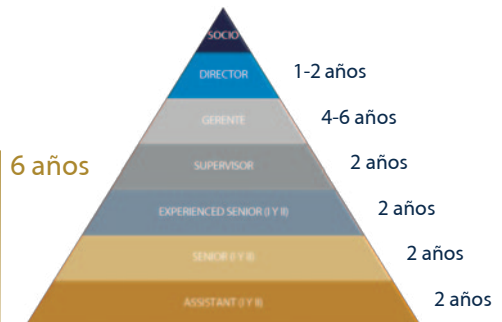 SOCIO
DIRECTOR
1-2 años
GERENTE
4-6 años
6 años
SUPERVISOR
2 años
EXPERIENCED SENIOR (I Y II)
2 años
SENIOR (I Y II)
2 años
ASSISTANT (I Y II)
2 años